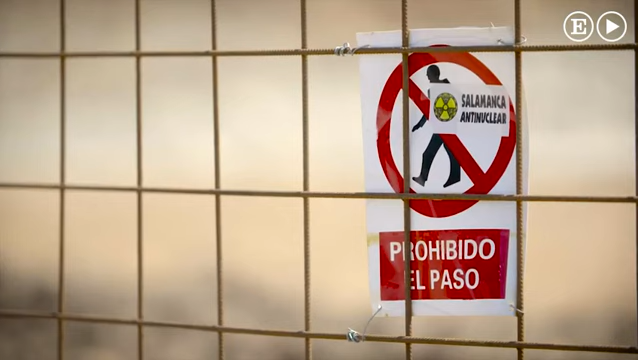 E
SALAMANCA
ANTINUCLEAR
PROHIBIDO
EL PASO